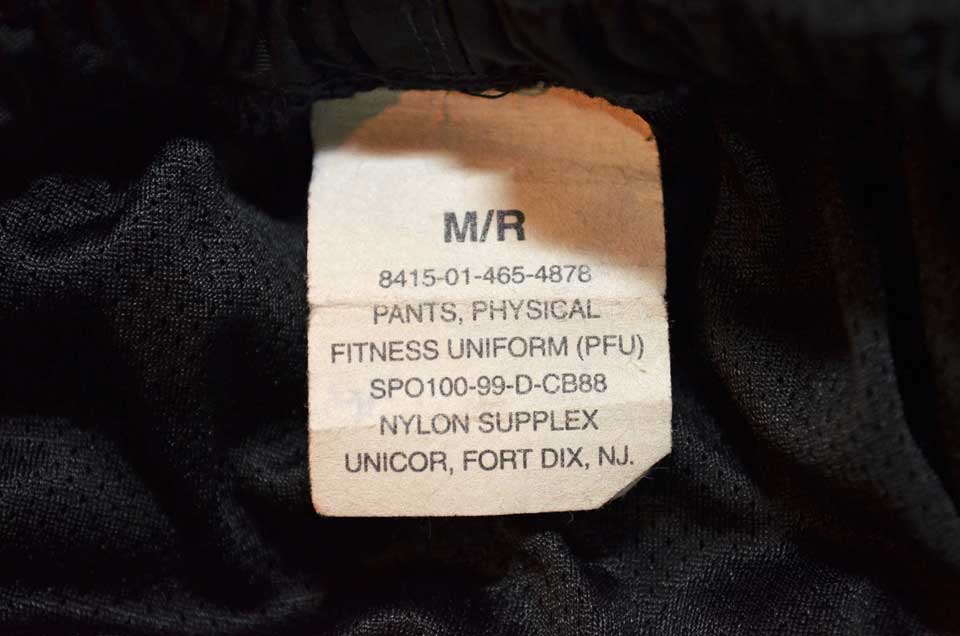 M/R
8415-01-465-4878
PANTS, PHYSICAL
FITNESS UNIFORM (PFU)
SPO100-99-D-CB88
NYLON SUPPLEX
UNICOR, FORT DIX, NJ.